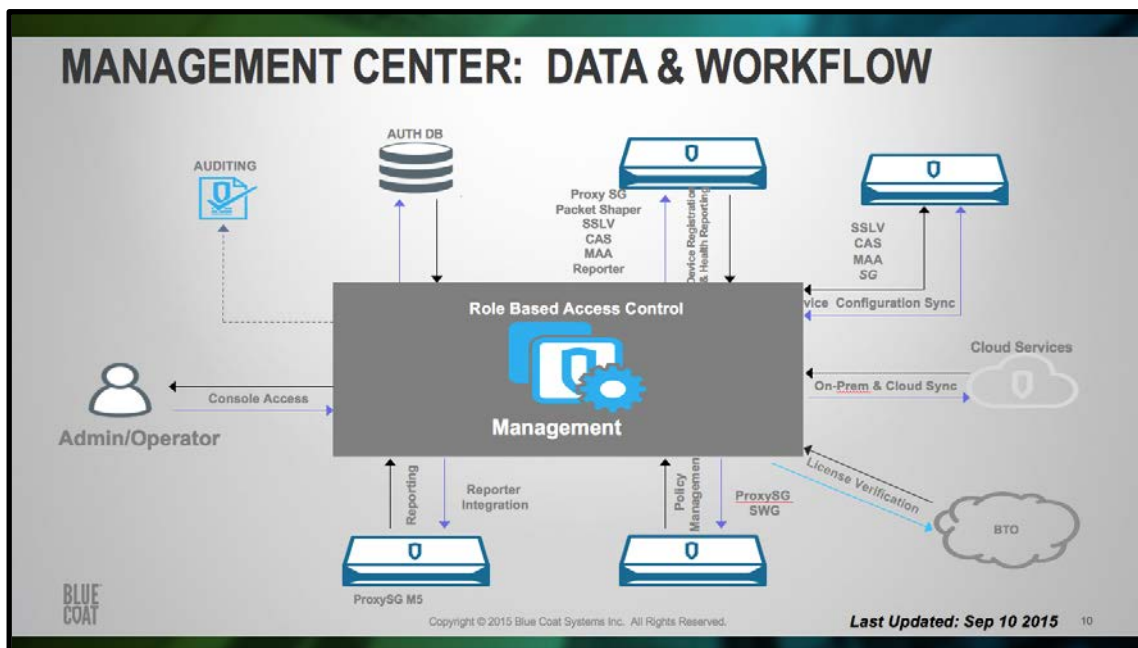 MANAGEMENT CENTER: DATA & WORKFLOW
AUTH DB
AUDITING
Proxy SG
Packet Shaper
SSLV
CAS
MAA
Reporter
Device Registration
& Health Reporting
SSLV
CAS
MAA
SG
vice Configuration Sync
Role Based Access Control
Management
Cloud Services
On-Prem & Cloud Sync
Console Access
Admin/Operator
Reporting
Reporter
Integration
Policy
Management
ProxySG
SWG
License Verification
BTO
ProxySG M5
BLUE
COAT
Copyright © 2015 Blue Coat Systems Inc. All Rights Reserved.
Last Updated: Sep 10 2015
10